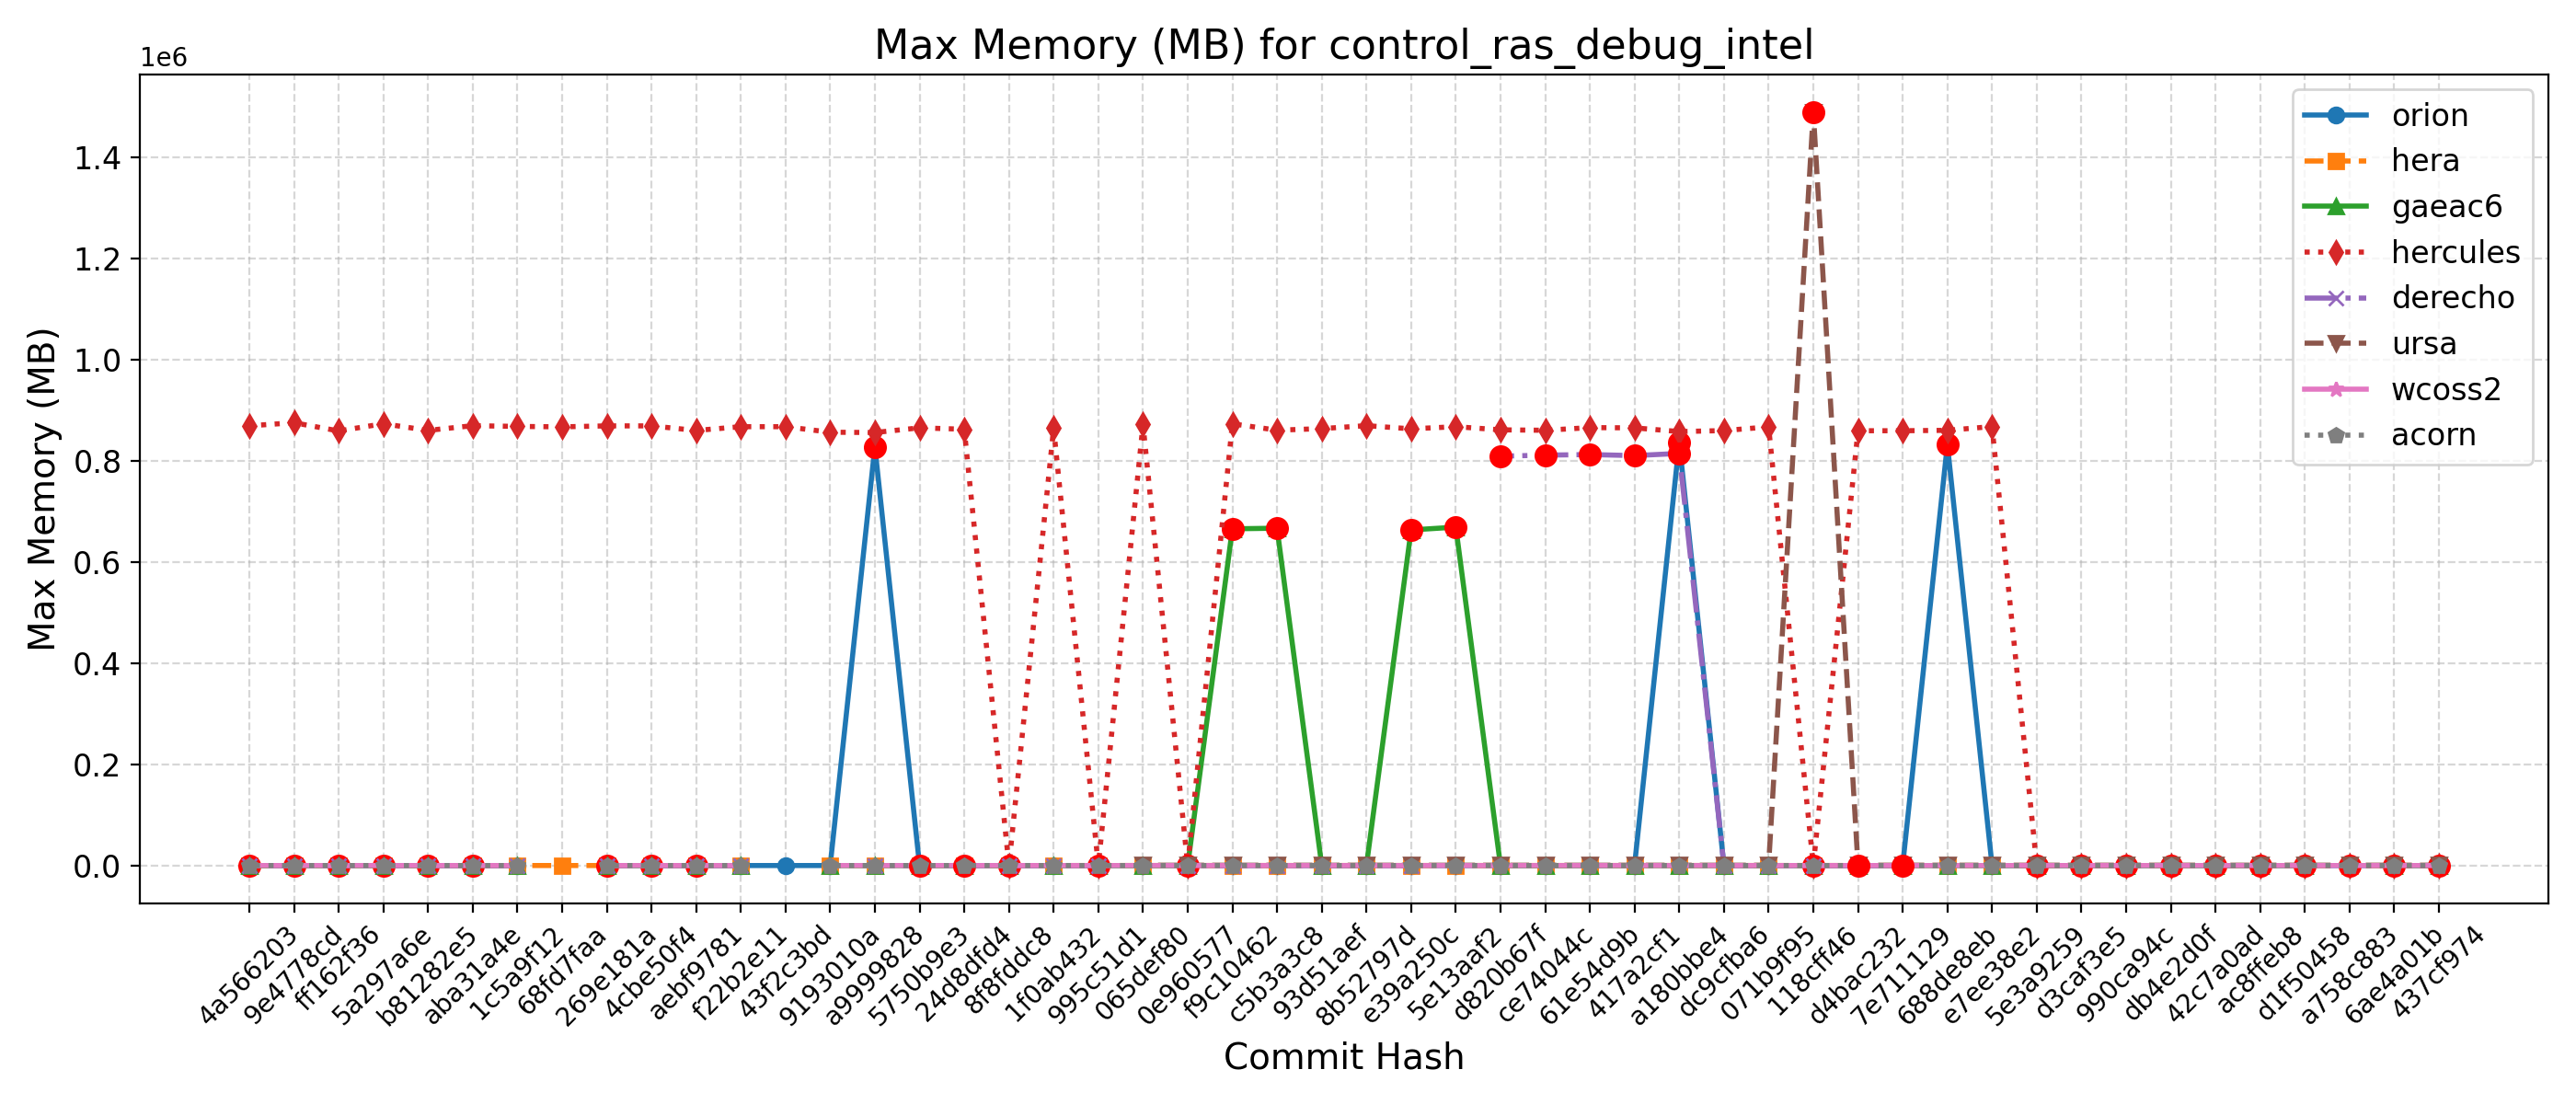 Max Memory (MB) for control_ras_debug_intel
1e6
1.4
1.2
1.0
0.8
0.6
0.4
0.2
0.0
Max Memory (MB)
orion
hera
gaeac6
hercules
derecho
ursa
wcoss2
acorn
4a566203
9e4778cd
ff162f36
5a297a6e
b81282e5
aba31a4e
1c5a9f12
68fd7faa
269e181a
4cbe50f4
aebf9781
f22b2e11
43f2c3bd
9193010a
a9999828
5750b9e3
24d8dfd4
8f8fddc8
1f0ab432
995c51d1
065def80
0e960577
f9c10462
c5b3a3c8
93d51aef
8b52797d
e39a250c
5e13aaf2
d820b67f
ce74044c
61e54d9b
417a2cf1
a180bbe4
dc9cfba6
071b9f95
118cff46
d4bac232
7e711129
688de8eb
e7ee38e2
5e3a9259
d3caf3e5
990ca94c
db4e2d0f
42c7a0ad
ac8ffeb8
d1f50458
a758c883
6ae4a01b
437cf974
Commit Hash